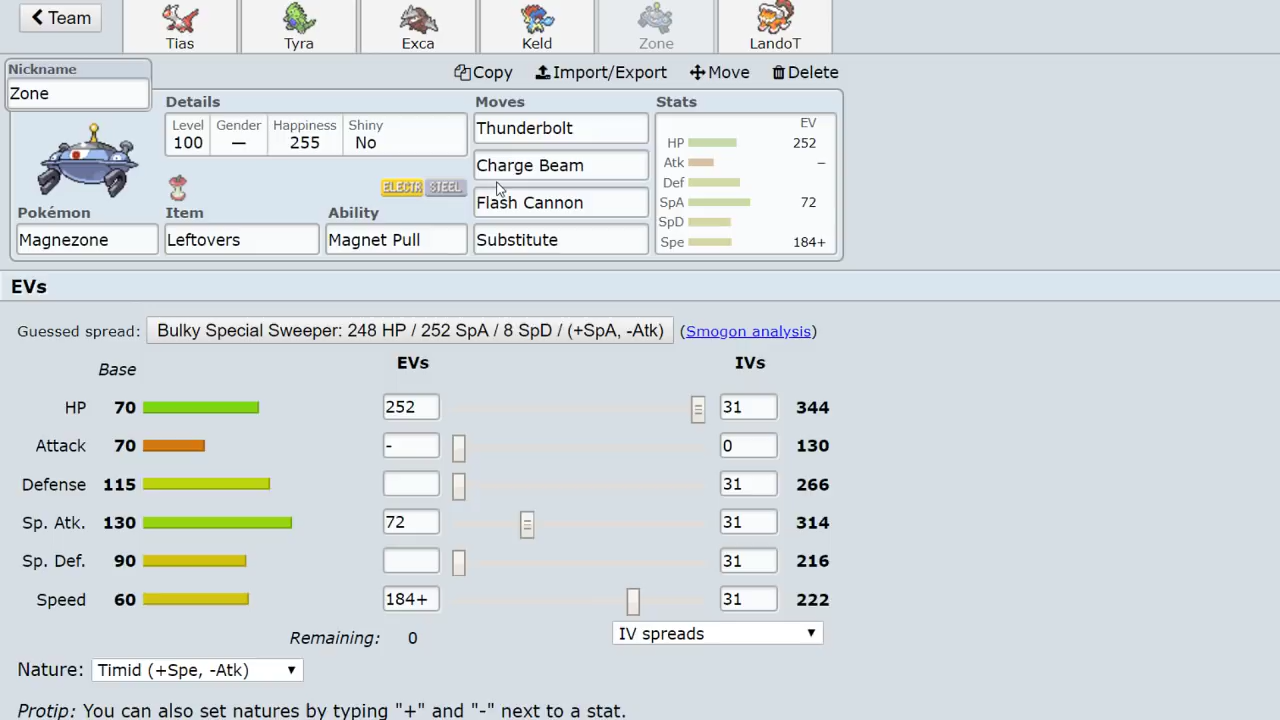 Team
Tias
Tyra
Exca
Keld
Zone
LandoT
Nickname
Zone
Copy
Import/Export
Move
Delete
Details
Level
100
Gender
—
Happiness
255
Shiny
No
Moves
Thunderbolt
Charge Beam
Flash Cannon
Substitute
Stats
EV
HP 252
Atk –
Def
SpA 72
SpD
Spe 184+
ELECTR STEEL
Pokémon
Magnezone
Item
Leftovers
Ability
Magnet Pull
EVs
Guessed spread: Bulky Special Sweeper: 248 HP / 252 SpA / 8 SpD / (+SpA, -Atk) (Smogon analysis)
Base EVs IVs
HP 70 252 31 344
Attack 70 - 0 130
Defense 115 31 266
Sp. Atk. 130 72 31 314
Sp. Def. 90 31 216
Speed 60 184+ 31 222
Remaining: 0 IV spreads
Nature: Timid (+Spe, -Atk)
Protip: You can also set natures by typing "+" and "-" next to a stat.